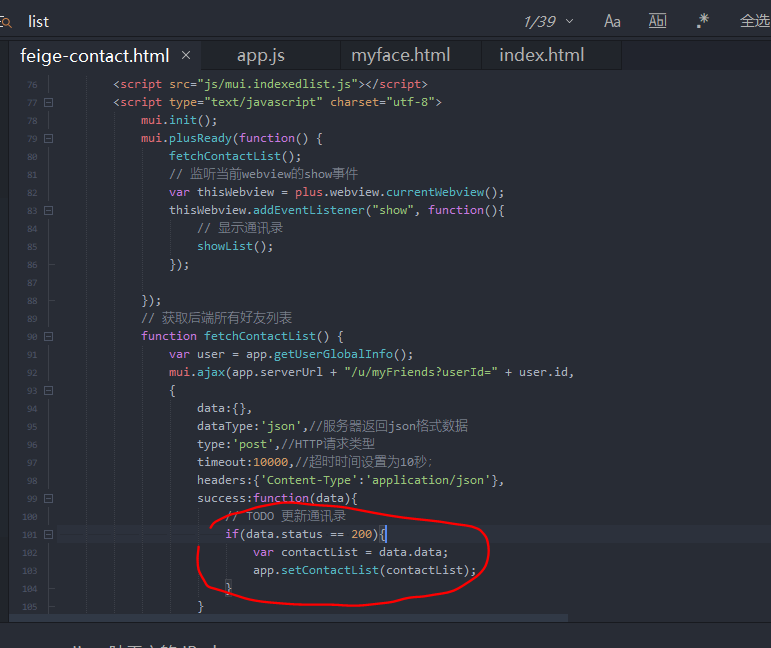 list
1/39
Aa
Abl
.*
全选
feige-contact.html ×
app.js
myface.html
index.html
76 <script src="js/mui.indexedlist.js"></script>
77 <script type="text/javascript" charset="utf-8">
78 mui.init();
79 mui.plusReady(function() {
80 fetchContactList();
81 // 监听当前webview的show事件
82 var thisWebview = plus.webview.currentWebview();
83 thisWebview.addEventListener("show", function(){
84 // 显示通讯录
85 showList();
86 });
87
88 });
89 // 获取后端所有好友列表
90 function fetchContactList() {
91 var user = app.getUserGlobalInfo();
92 mui.ajax(app.serverUrl + "/u/myFriends?userId=" + user.id,
93 {
94 data:{},
95 dataType:'json',//服务器返回json格式数据
96 type:'post',//HTTP请求类型
97 timeout:10000,//超时时间设置为10秒;
98 headers:{'Content-Type':'application/json'},
99 success:function(data){
100 // TODO 更新通讯录
101 if(data.status == 200){
102 var contactList = data.data;
103 app.setContactList(contactList);
104 }
105 }